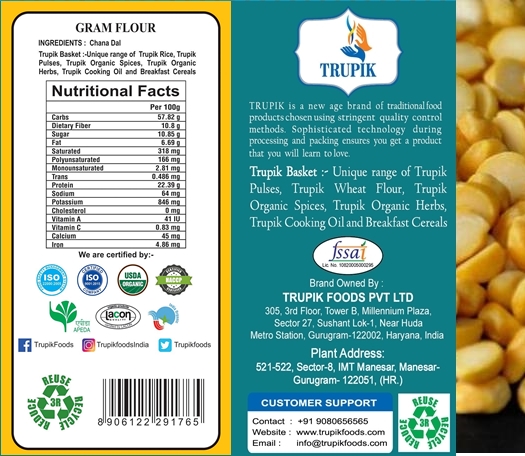 GRAM FLOUR
INGREDIENTS : Chana Dal
Trupik Basket :-Unique range of Trupik Rice, Trupik
Pulses, Trupik Organic Spices, Trupik Organic
Herbs, Trupik Cooking Oil and Breakfast Cereals
Nutritional Facts
Per 100g
Carbs 57.82 g
Dietary Fiber 10.8 g
Sugar 10.85 g
Fat 6.69 g
Saturated 318 mg
Polyunsaturated 166 mg
Monounsaturated 2.81 mg
Trans 0.486 mg
Protein 22.39 g
Sodium 64 mg
Potassium 846 mg
Cholesterol 0 mg
Vitamin A 41 IU
Vitamin C 0.83 mg
Calcium 45 mg
Iron 4.86 mg
We are certified by:-
ISO
ISO
USDA
ORGANIC
HACCP
एपीडा
APEDA
lacon
TrupikFoods
TrupikfoodsIndia
Trupikfoods
REDUCE REUSE RECYCLE
3R
8 906122 291765
TRUPIK
TRUPIK is a new age brand of traditional food
products chosen using stringent quality control
methods. Sophisticated technology during
processing and packing ensures you get a product
that you will learn to love.
Trupik Basket :- Unique range of Trupik
Pulses, Trupik Wheat Flour, Trupik
Organic Spices, Trupik Organic Herbs,
Trupik Cooking Oil and Breakfast Cereals
fssai
Lic. No. 10820005000295
Brand Owned By :
TRUPIK FOODS PVT LTD
305, 3rd Floor, Tower B, Millennium Plaza,
Sector 27, Sushant Lok-1, Near Huda
Metro Station, Gurugram-122002, Haryana, India
Plant Address:
521-522, Sector-8, IMT Manesar, Manesar-
Gurugram- 122051, (HR.)
CUSTOMER SUPPORT
Contact : +91 9080656565
Website : www.trupikfoods.com
Email : info@trupikfoods.com
REDUCE REUSE RECYCLE
3R